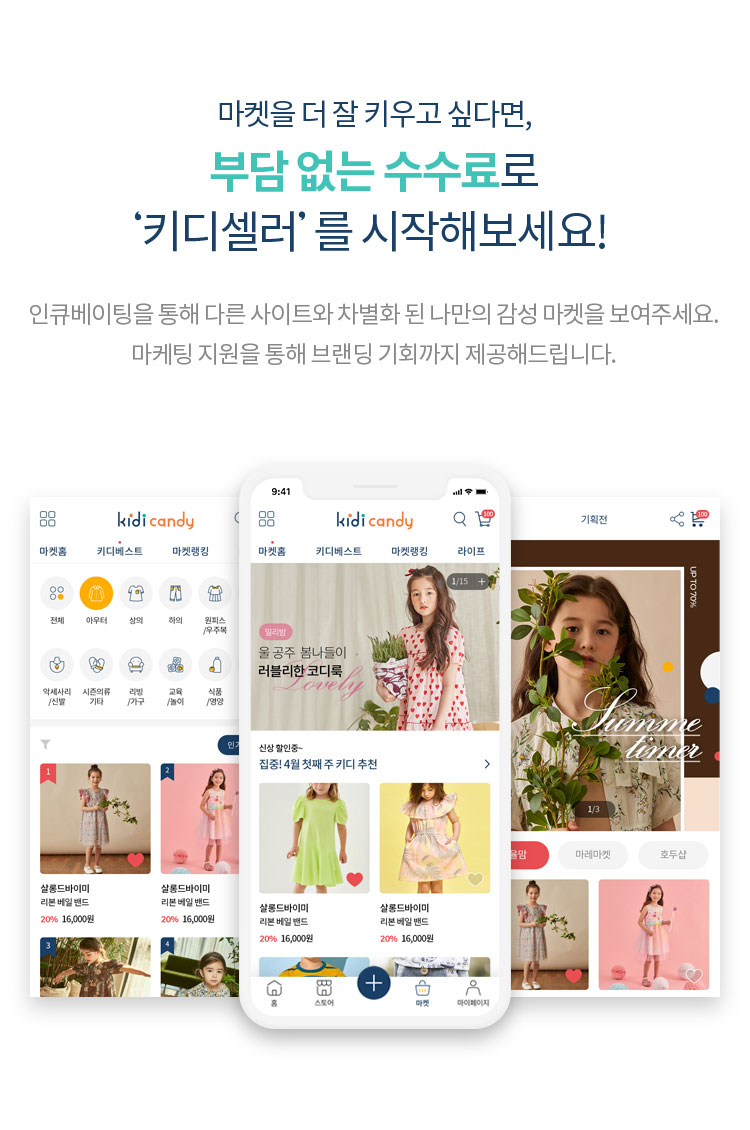 마켓을 더 잘 키우고 싶다면,
부담 없는 수수료로
‘키디셀러’ 를 시작해보세요!
인큐베이팅을 통해 다른 사이트와 차별화 된 나만의 감성 마켓을 보여주세요.
마케팅 지원을 통해 브랜딩 기회까지 제공해드립니다.
kidi candy
마켓홈 키디베스트 마켓랭킹
전체 아우터 상의 하의 원피스
/우주복
악세사리 시즌의류 리빙 교육 식품
/신발 기타 /가구 /놀이 /영양
인기
1 2
살롱드바이미 살롱드바이미
리본 베일 밴드 리본 베일 밴드
20% 16,000원 20% 16,000원
3 4
9:41
kidi candy 100
마켓홈 키디베스트 마켓랭킹 라이프
1/15 +
밀리밤
울 공주 봄나들이
러블리한 코디룩
Lovely
신상 할인중~
집중! 4월 첫째 주 키디 추천
살롱드바이미 살롱드바이미
리본 베일 밴드 리본 베일 밴드
20% 16,000원 20% 16,000원
홈 스토어 마켓 마이페이지
기획전 100
UP TO 70%
Summe
timer
1/3
율맘 마레마켓 호두샵